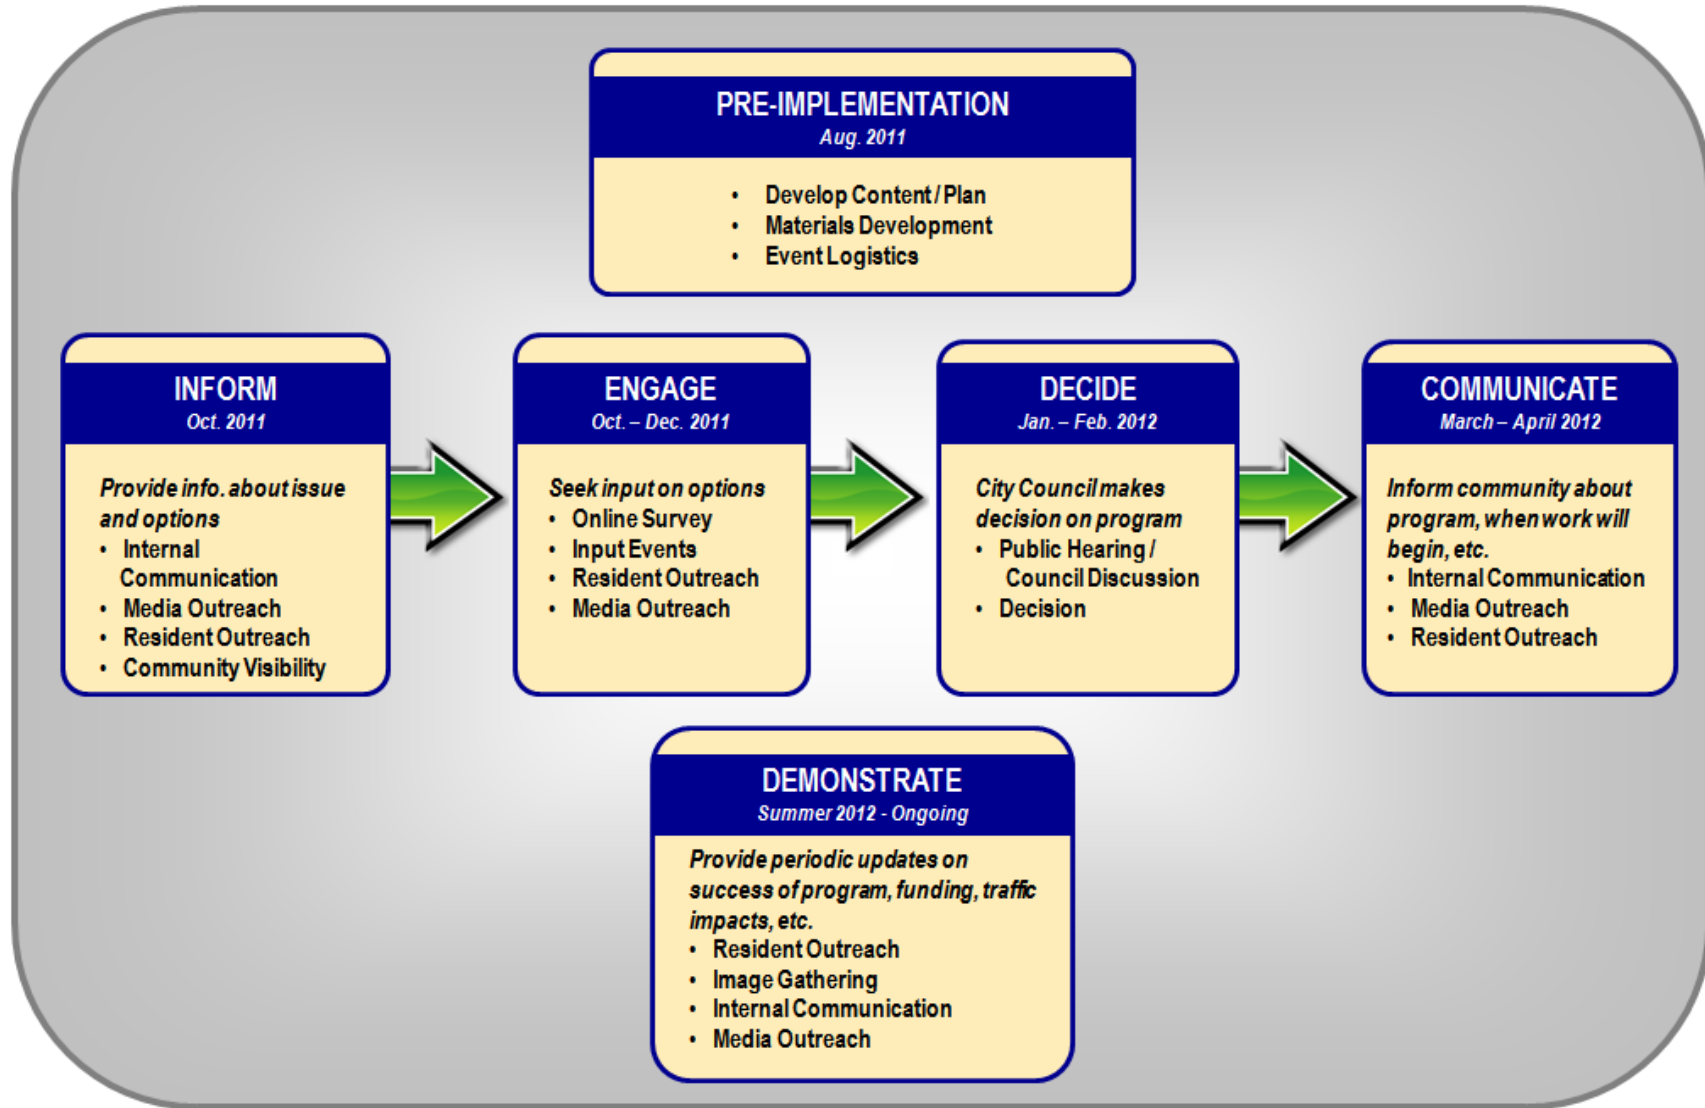 PRE-IMPLEMENTATION
Aug. 2011
• Develop Content / Plan
• Materials Development
• Event Logistics
INFORM
Oct. 2011
Provide info. about issue
and options
• Internal
Communication
• Media Outreach
• Resident Outreach
• Community Visibility
ENGAGE
Oct. – Dec. 2011
Seek input on options
• Online Survey
• Input Events
• Resident Outreach
• Media Outreach
DECIDE
Jan. – Feb. 2012
City Council makes
decision on program
• Public Hearing /
Council Discussion
• Decision
COMMUNICATE
March – April 2012
Inform community about
program, when work will
begin, etc.
• Internal Communication
• Media Outreach
• Resident Outreach
DEMONSTRATE
Summer 2012 - Ongoing
Provide periodic updates on
success of program, funding, traffic
impacts, etc.
• Resident Outreach
• Image Gathering
• Internal Communication
• Media Outreach